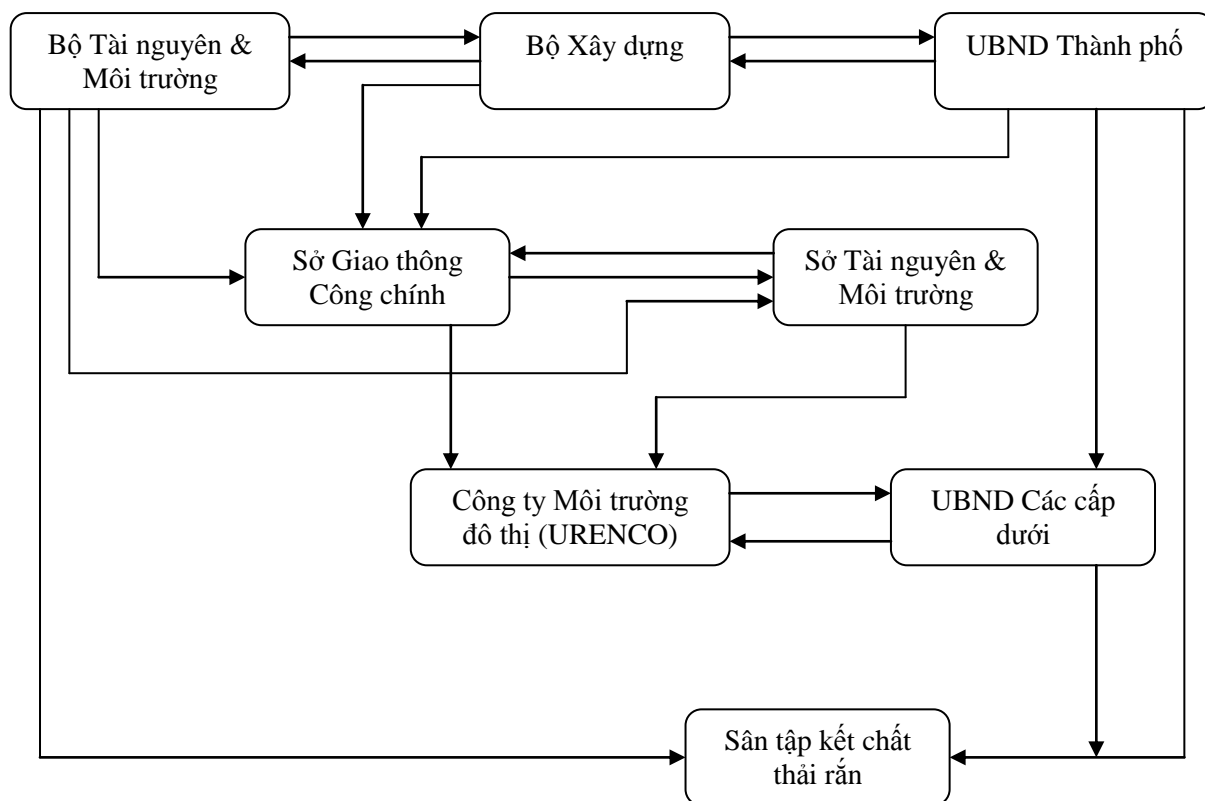 Bộ Tài nguyên &
Môi trường
Bộ Xây dựng
UBND Thành phố
Sở Giao thông
Công chính
Sở Tài nguyên &
Môi trường
Công ty Môi trường
đô thị (URENCO)
UBND Các cấp
dưới
Sân tập kết chất
thải rắn